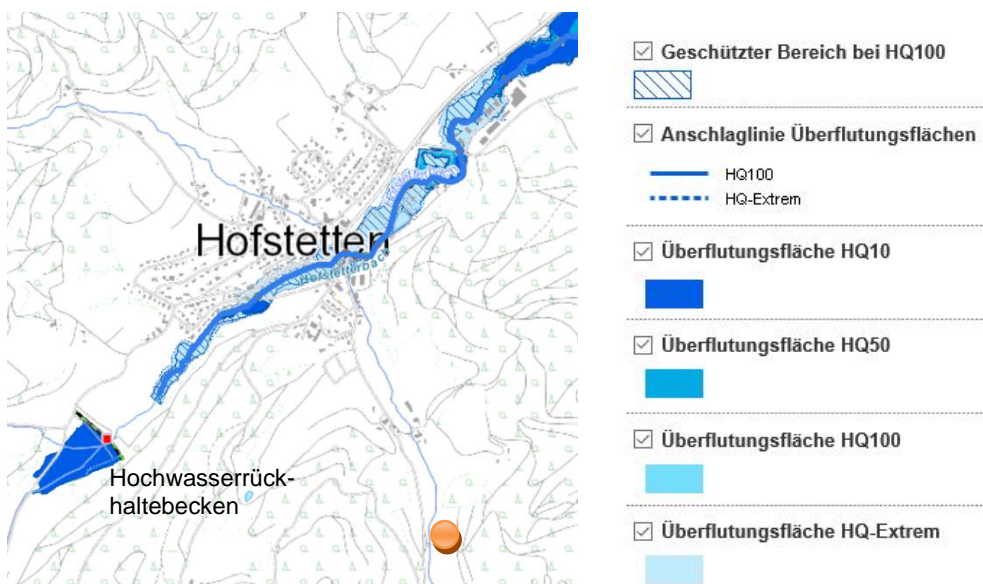 Hofstetten
Hofstetterbach
Hochwasserrück-
haltebecken
Geschützter Bereich bei HQ100
Anschlaglinie Überflutungsflächen
HQ100
HQ-Extrem
Überflutungsfläche HQ10
Überflutungsfläche HQ50
Überflutungsfläche HQ100
Überflutungsfläche HQ-Extrem